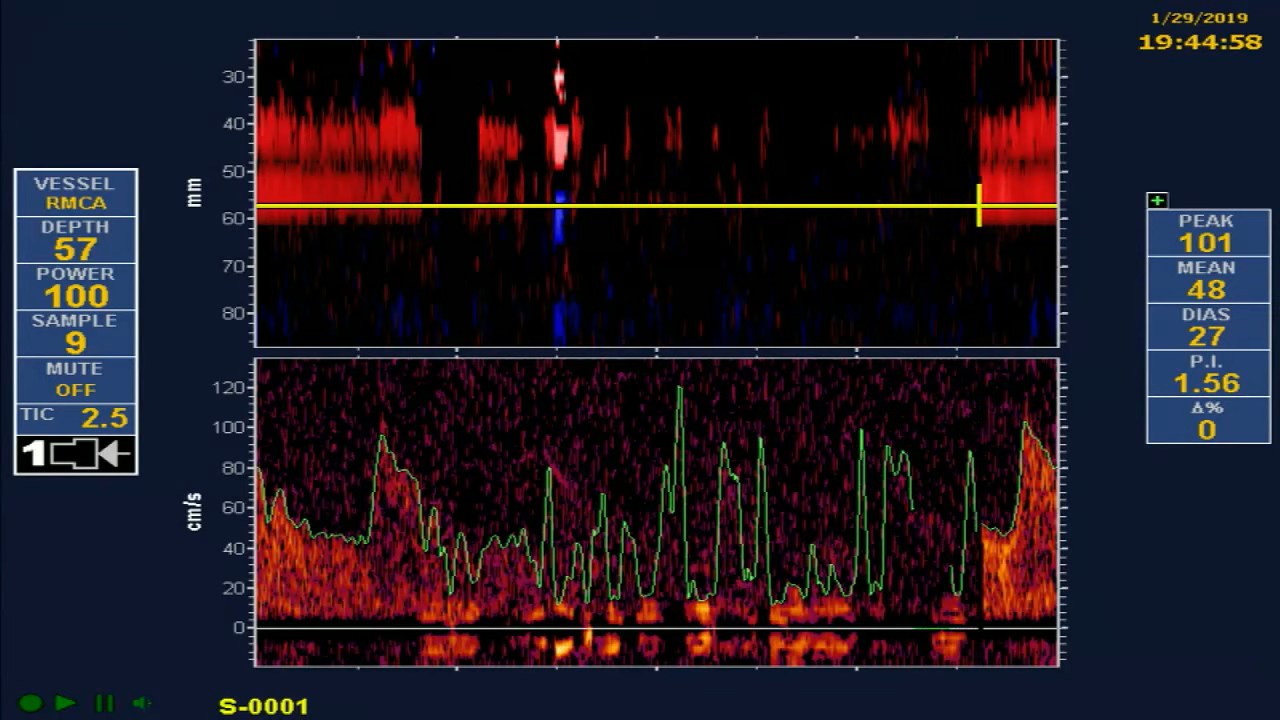 1/29/2019
19:44:58
VESSEL
RMCA
DEPTH
57
POWER
100
SAMPLE
9
MUTE
OFF
TIC 2.5
1
mm
30
40
50
60
70
80
cm/s
120
100
80
60
40
20
0
+
PEAK
101
MEAN
48
DIAS
27
P.I.
1.56
Δ%
0
S-0001